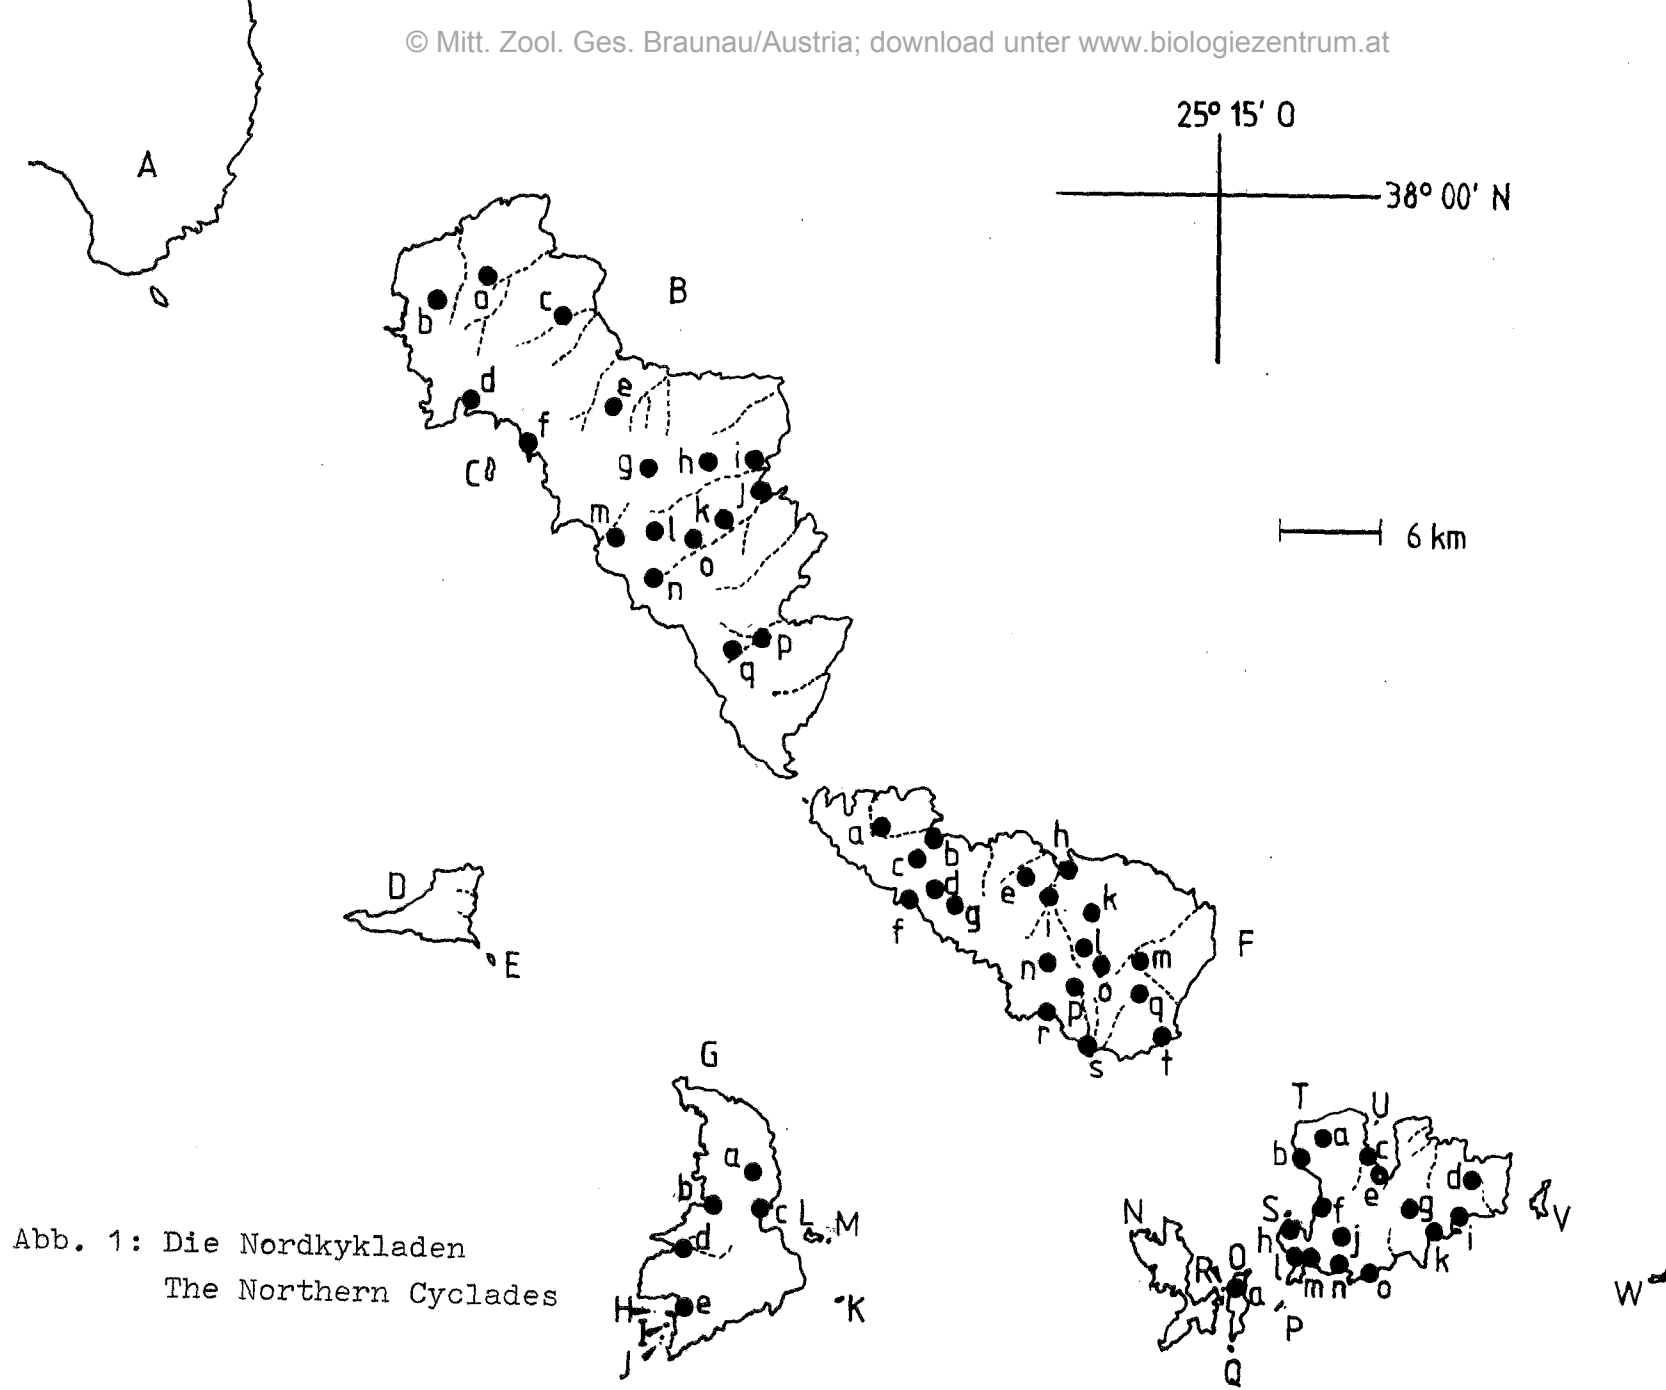 © Mitt. Zool. Ges. Braunau/Austria; download unter www.biologiezentrum.at
25° 15' O
38° 00' N
A
B
a
b
c
d
e
f
C
g
h
i
j
k
l
m
n
o
p
q
6 km
D
E
F
a
b
c
d
e
f
g
h
i
k
l
m
n
o
p
q
r
s
t
G
a
b
c
d
e
H
I
J
K
L
M
N
O
a
P
Q
R
S
T
U
a
b
c
d
e
f
g
h
i
j
k
l
m
n
o
V
W
Abb. 1: Die Nordkykladen
The Northern Cyclades